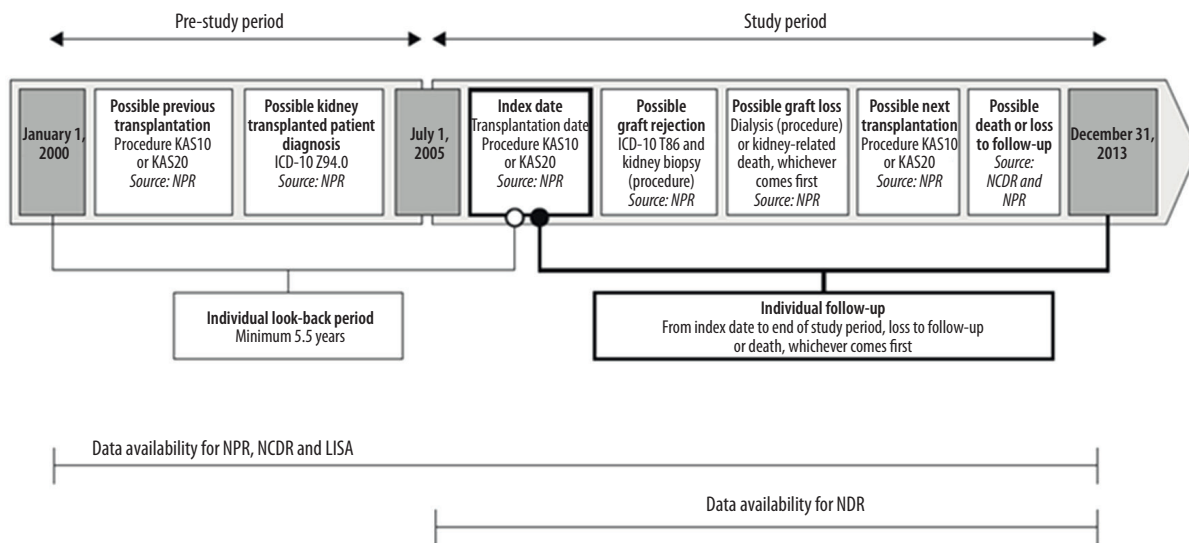 Pre-study period
Study period
January 1,
2000
Possible previous
transplantation
Procedure KAS10
or KAS20
Source: NPR
Possible kidney
transplanted patient
diagnosis
ICD-10 Z94.0
Source: NPR
July 1,
2005
Index date
Transplantation date
Procedure KAS10
or KAS20
Source: NPR
Possible
graft rejection
ICD-10 T86 and
kidney biopsy
(procedure)
Source: NPR
Possible graft loss
Dialysis (procedure)
or kidney-related
death, whichever
comes first
Source: NPR
Possible next
transplantation
Procedure KAS10
or KAS20
Source: NPR
Possible
death or loss
to follow-up
Source:
NCDR and
NPR
December 31,
2013
Individual look-back period
Minimum 5.5 years
Individual follow-up
From index date to end of study period, loss to follow-up
or death, whichever comes first
Data availability for NPR, NCDR and LISA
Data availability for NDR